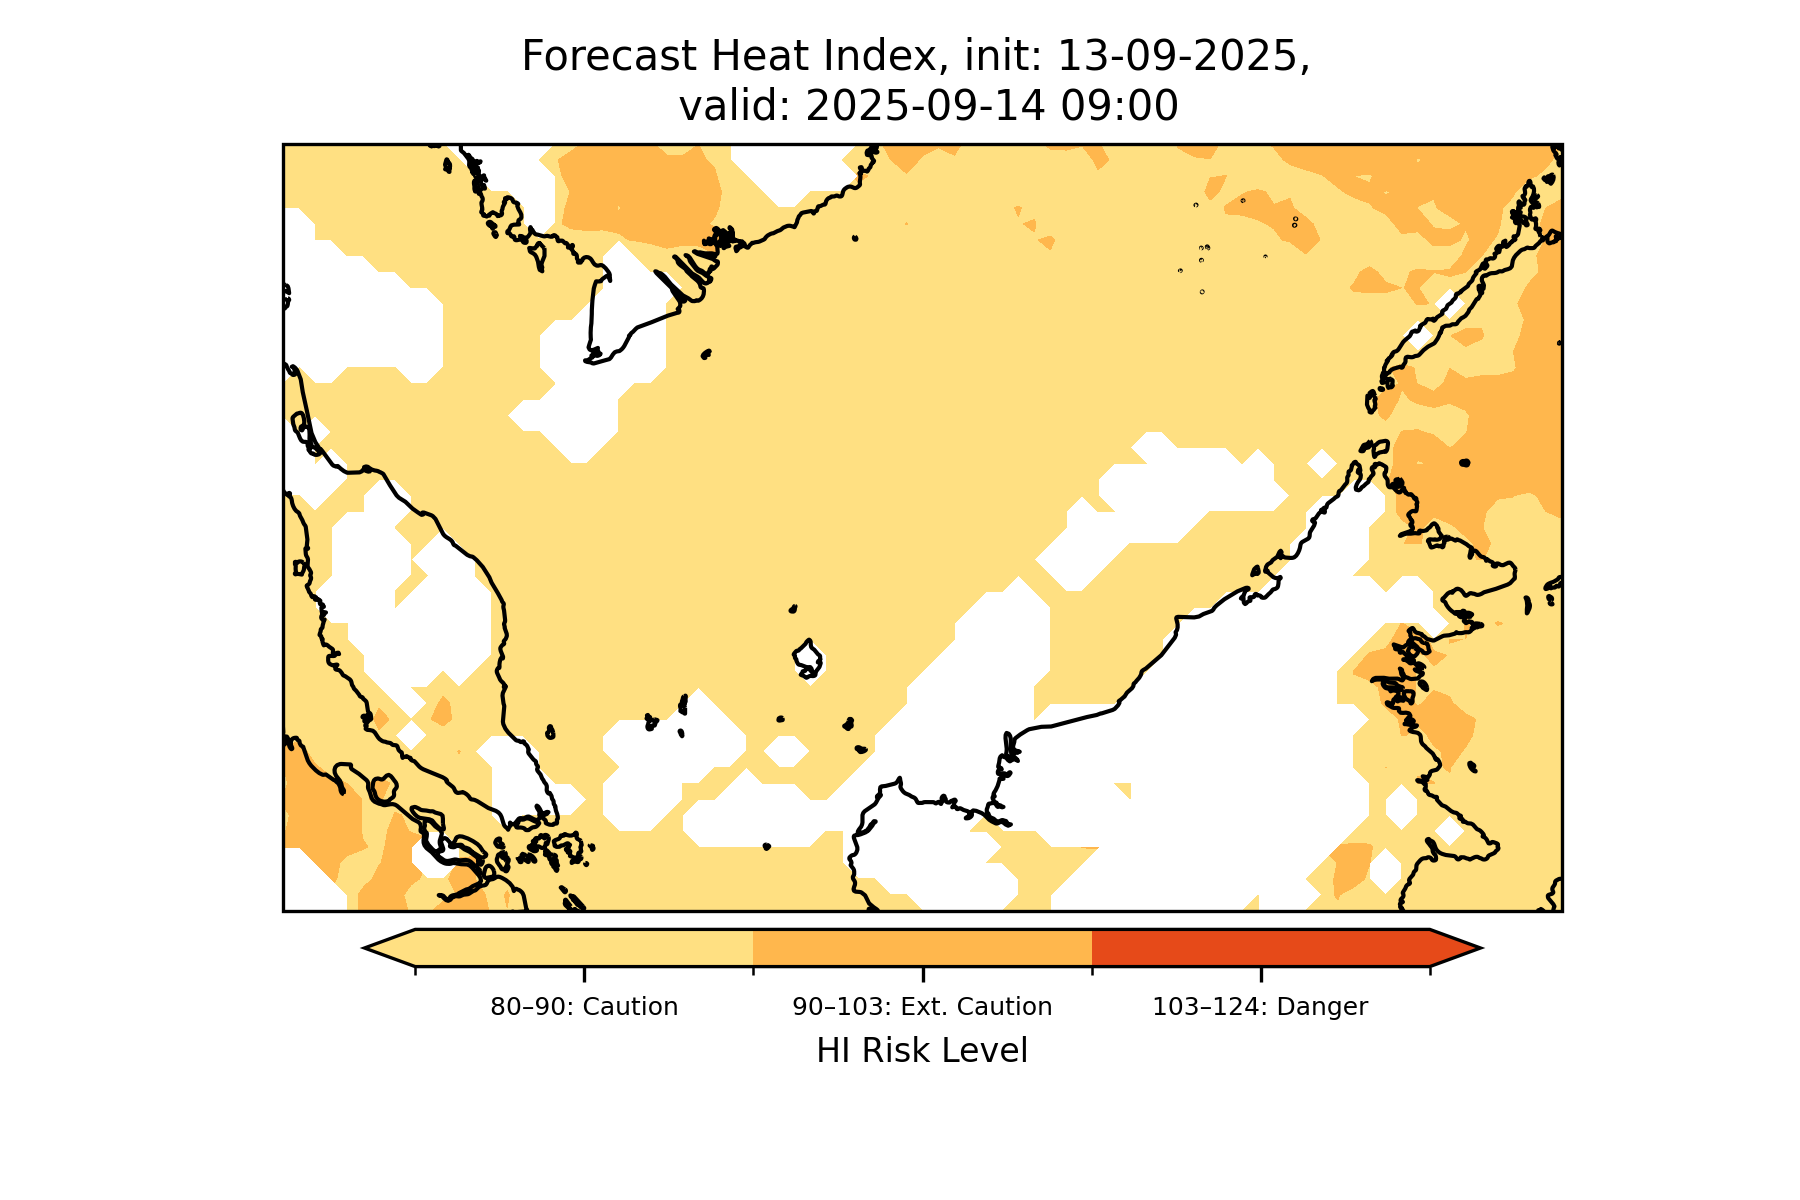 Forecast Heat Index, init: 13-09-2025,
valid: 2025-09-14 09:00
80–90: Caution
90–103: Ext. Caution
103–124: Danger
HI Risk Level